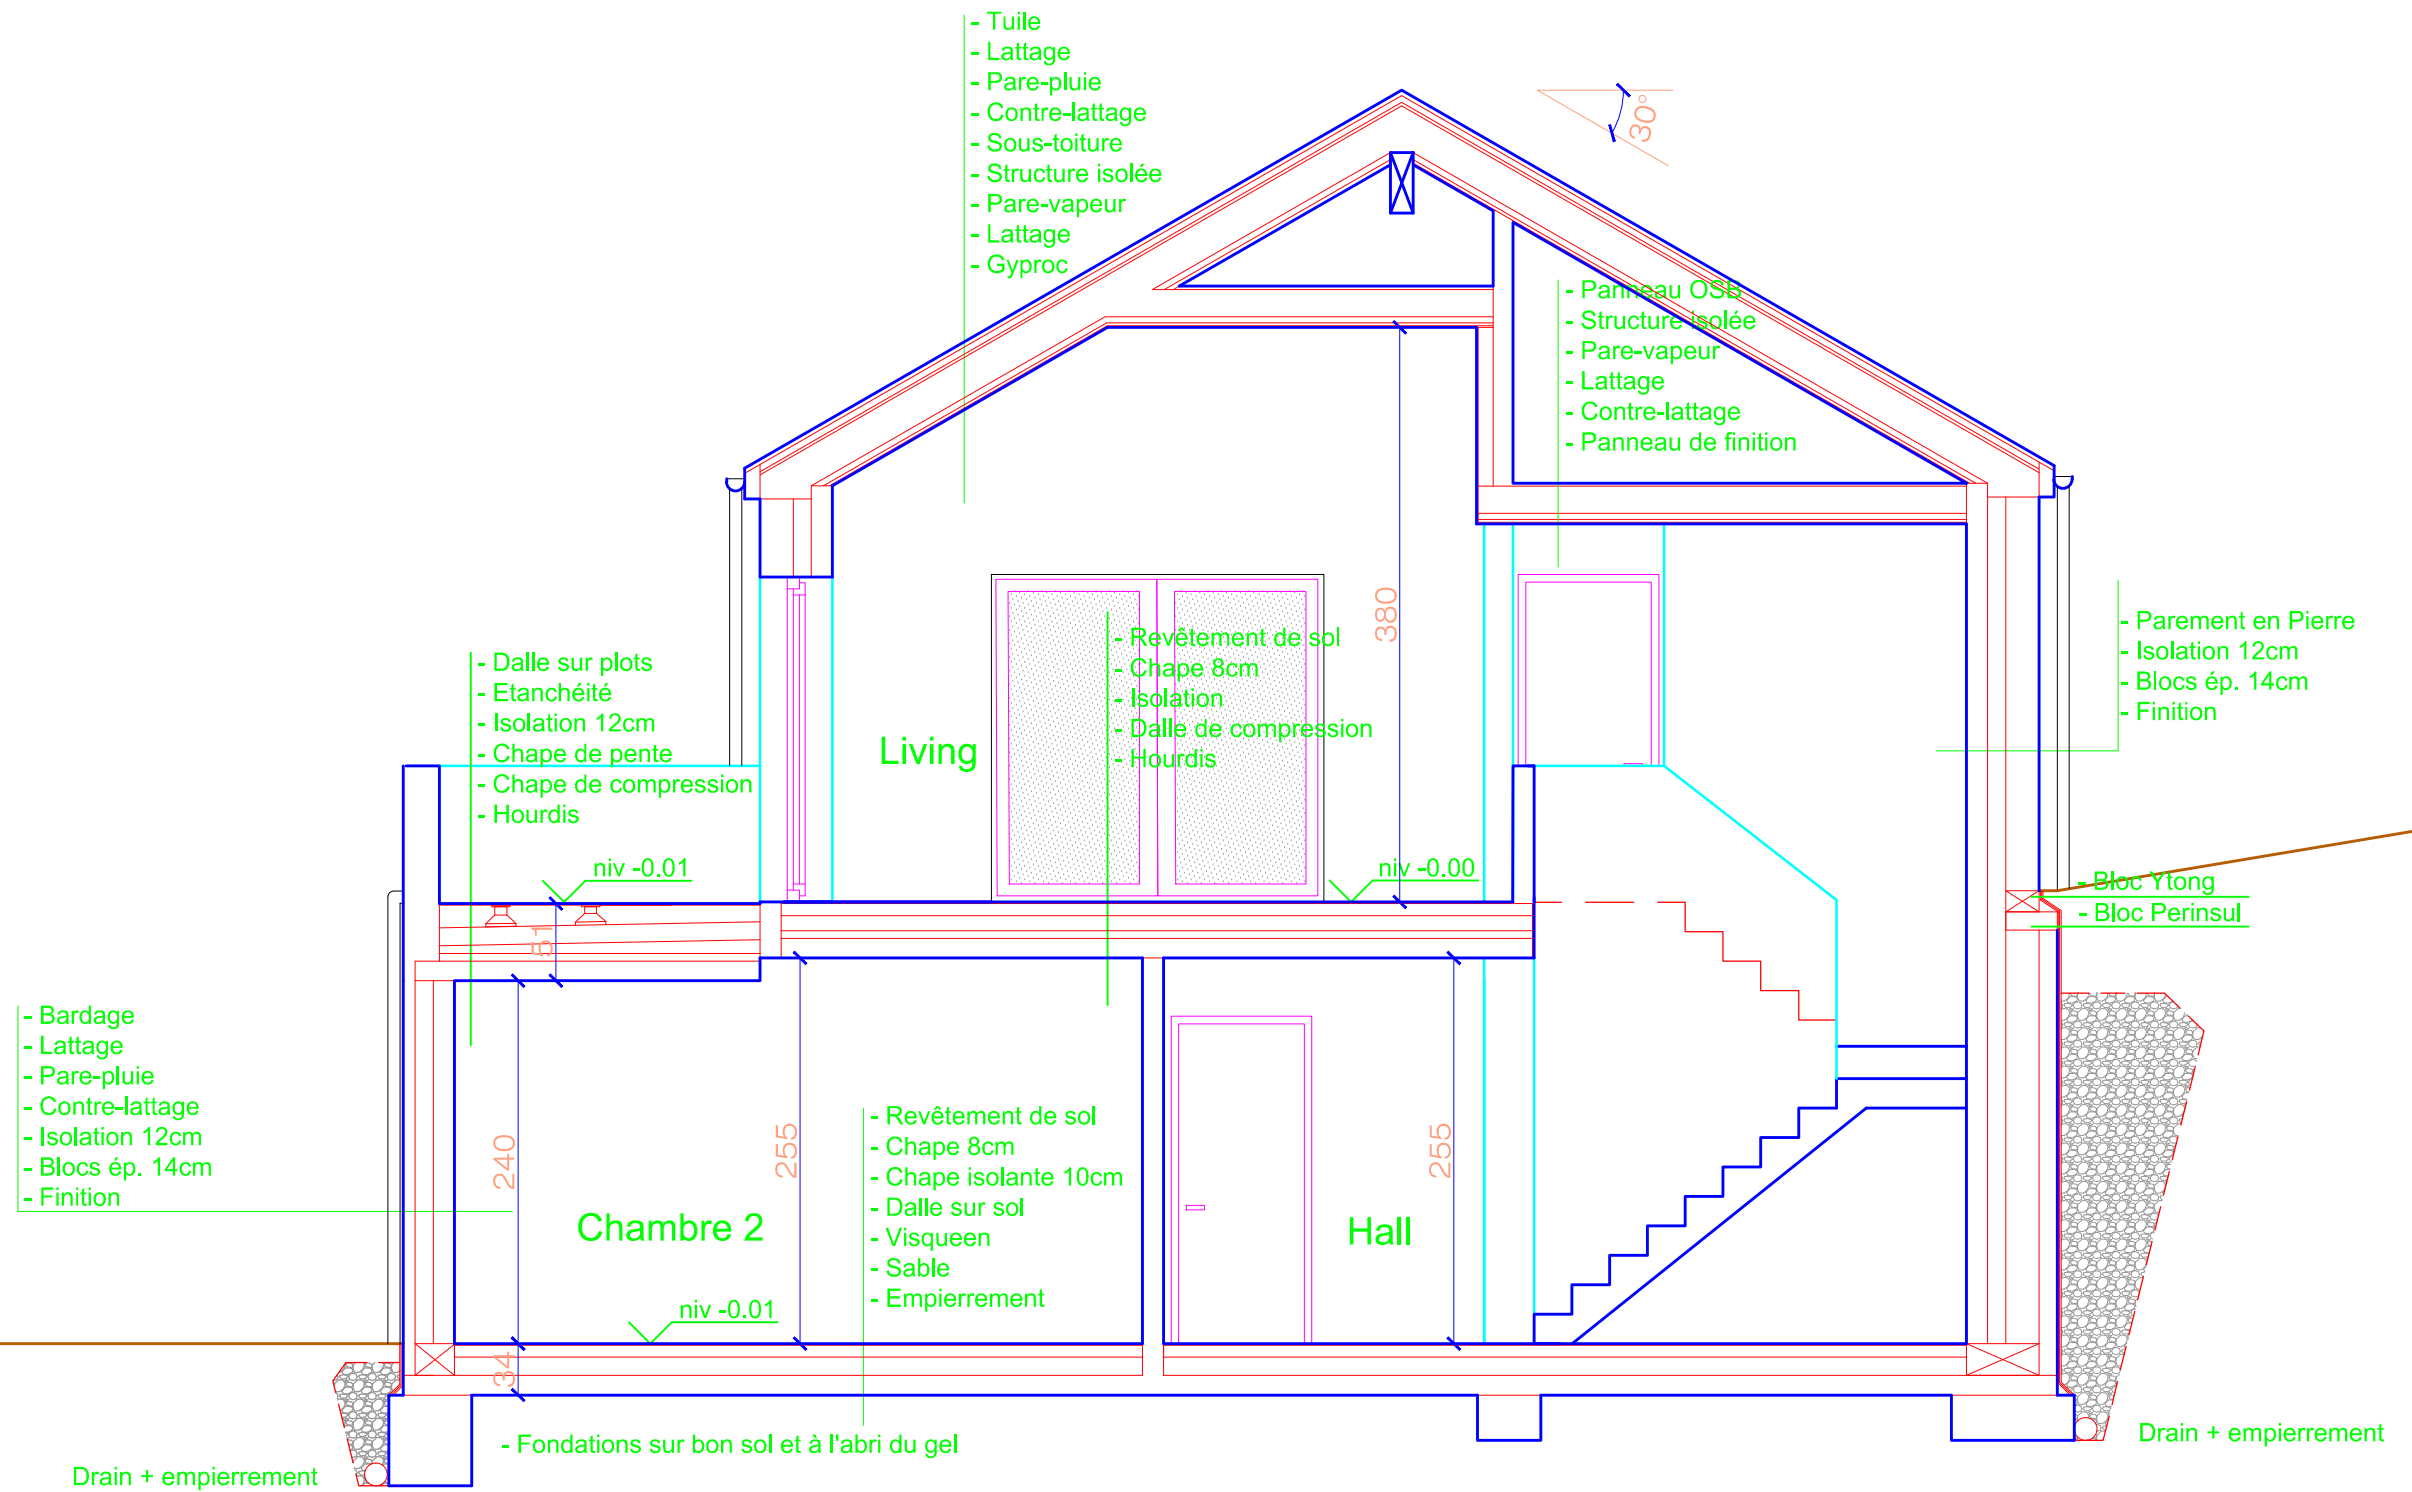 - Tuile
- Lattage
- Pare-pluie
- Contre-lattage
- Sous-toiture
- Structure isolée
- Pare-vapeur
- Lattage
- Gyproc
30°
- Panneau OSB
- Structure isolée
- Pare-vapeur
- Lattage
- Contre-lattage
- Panneau de finition
380
- Revêtement de sol
- Chape 8cm
- Isolation
- Dalle de compression
- Hourdis
Living
- Parement en Pierre
- Isolation 12cm
- Blocs ép. 14cm
- Finition
- Dalle sur plots
- Etanchéité
- Isolation 12cm
- Chape de pente
- Chape de compression
- Hourdis
niv -0.01
niv -0.00
- Bloc Ytong
- Bloc Perinsul
51
- Bardage
- Lattage
- Pare-pluie
- Contre-lattage
- Isolation 12cm
- Blocs ép. 14cm
- Finition
240
255
255
- Revêtement de sol
- Chape 8cm
- Chape isolante 10cm
- Dalle sur sol
- Visqueen
- Sable
- Empierrement
Chambre 2
Hall
niv -0.01
34
- Fondations sur bon sol et à l'abri du gel
Drain + empierrement
Drain + empierrement